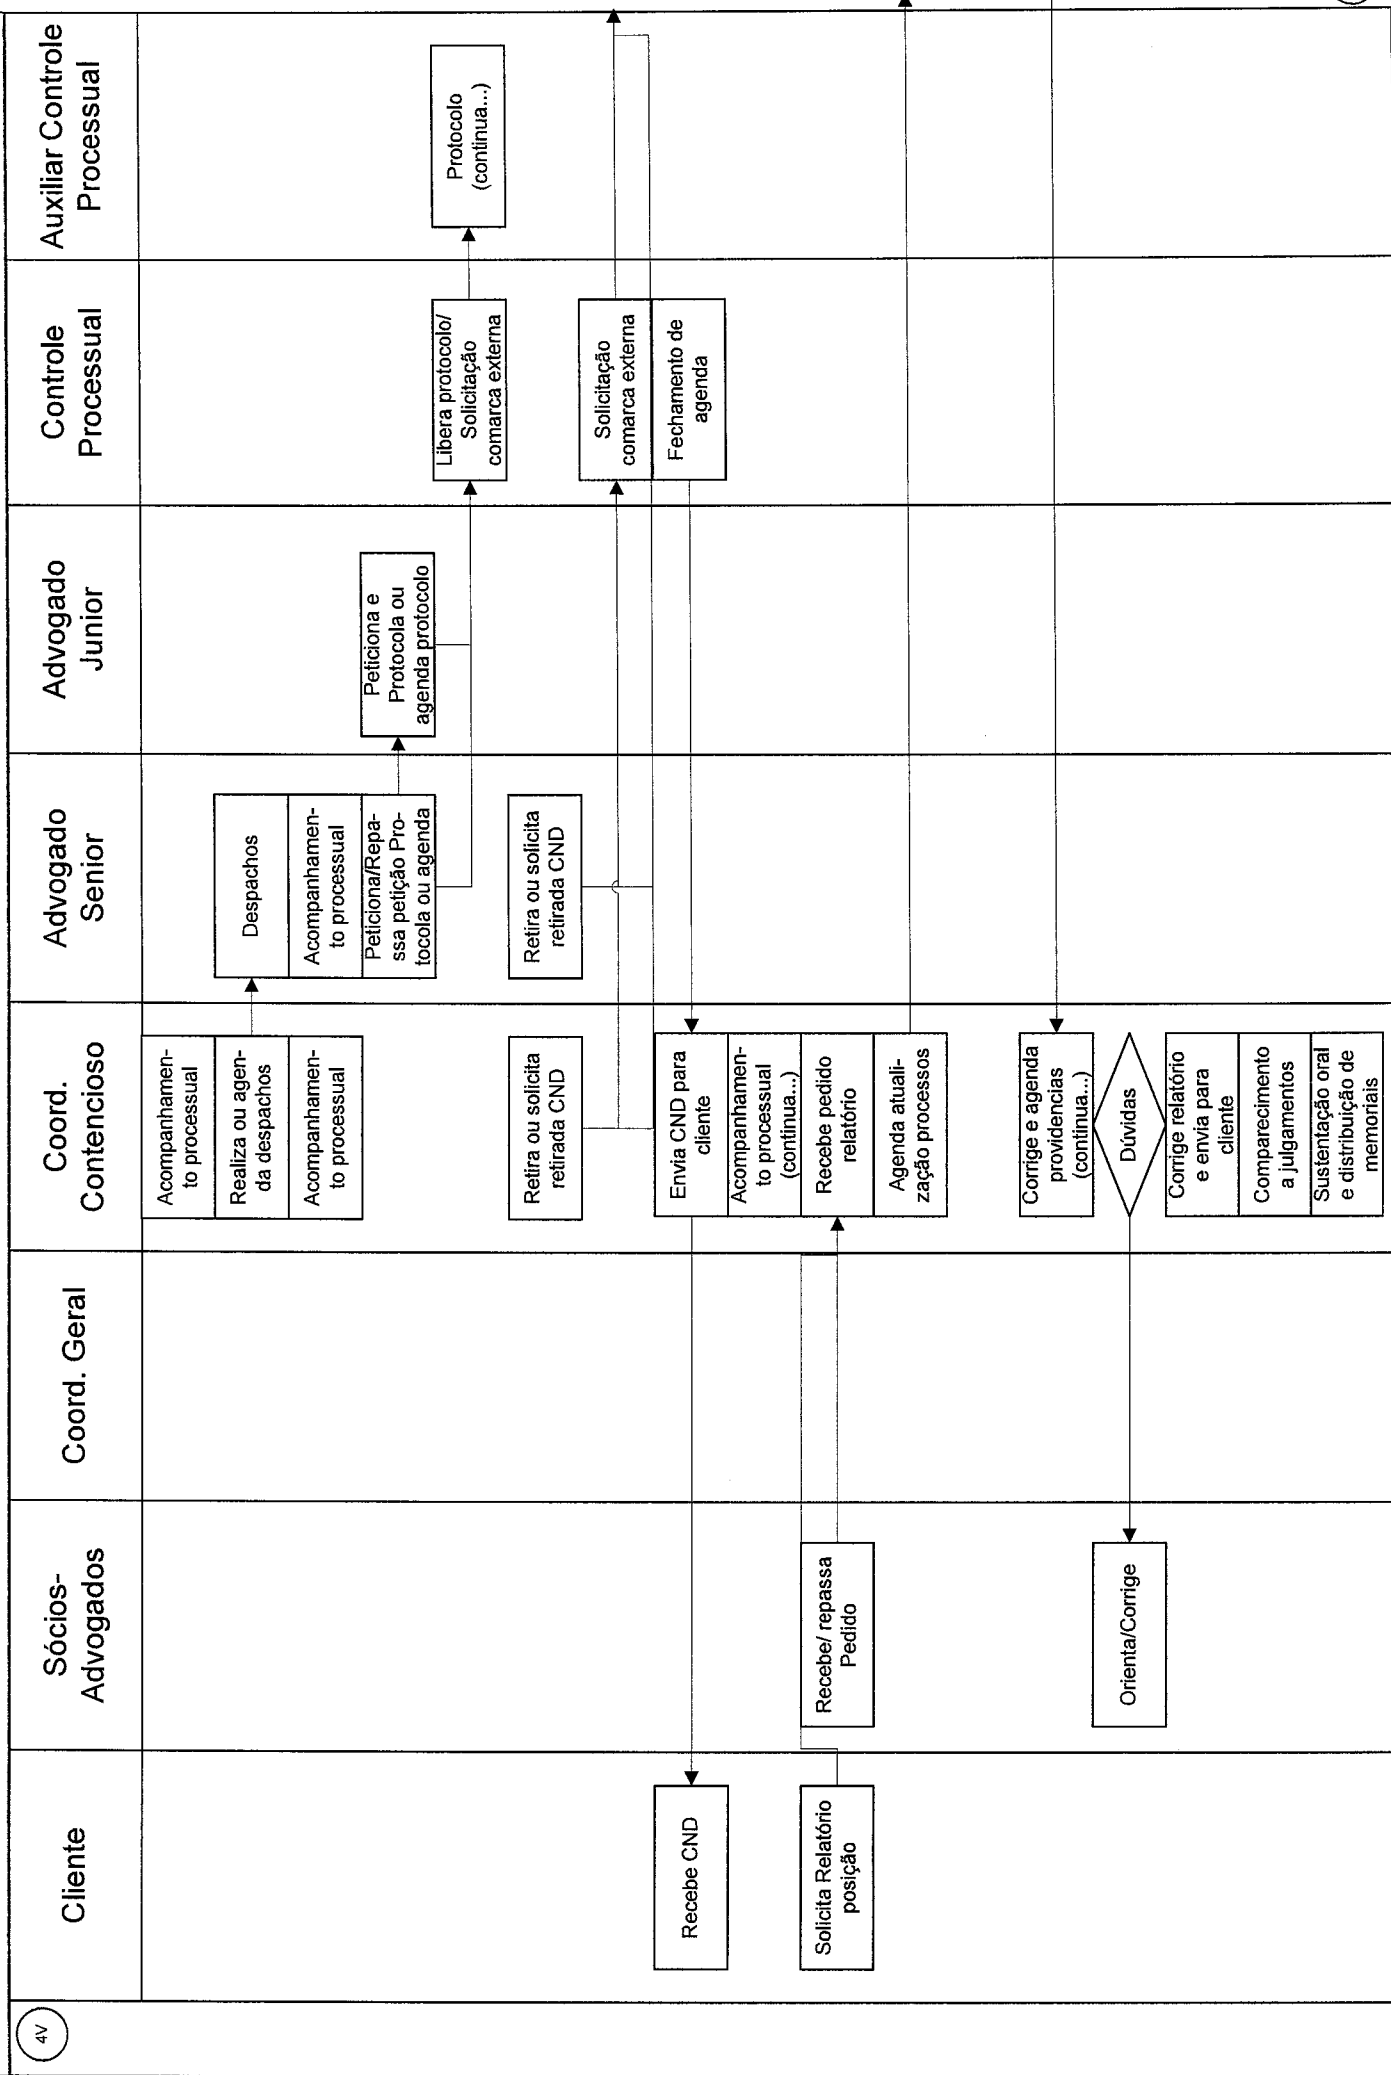 4V
Cliente
Sócios-
Advogados
Coord. Geral
Coord.
Contencioso
Advogado
Senior
Advogado
Junior
Controle
Processual
Auxiliar Controle
Processual
Acompanhamen-
to processual
Realiza ou agen-
da despachos
Acompanhamen-
to processual
Despachos
Acompanhamen-
to processual
Peticiona/Repa-
ssa petição Pro-
tocola ou agenda
Peticiona e
Protocola ou
agenda protocolo
Libera protocolo/
Solicitação
comarca externa
Protocolo
(continua...)
Retira ou solicita
retirada CND
Retira ou solicita
retirada CND
Solicitação
comarca externa
Fechamento de
agenda
Recebe CND
Envia CND para
cliente
Acompanhamen-
to processual
(continua...)
Solicita Relatório
posição
Recebe/ repassa
Pedido
Recebe pedido
relatório
Agenda atuali-
zação processos
Corrige e agenda
providencias
(continua...)
Orienta/Corrige
Dúvidas
Corrige relatório
e envia para
cliente
Comparecimento
a julgamentos
Sustentação oral
e distribuição de
memoriais